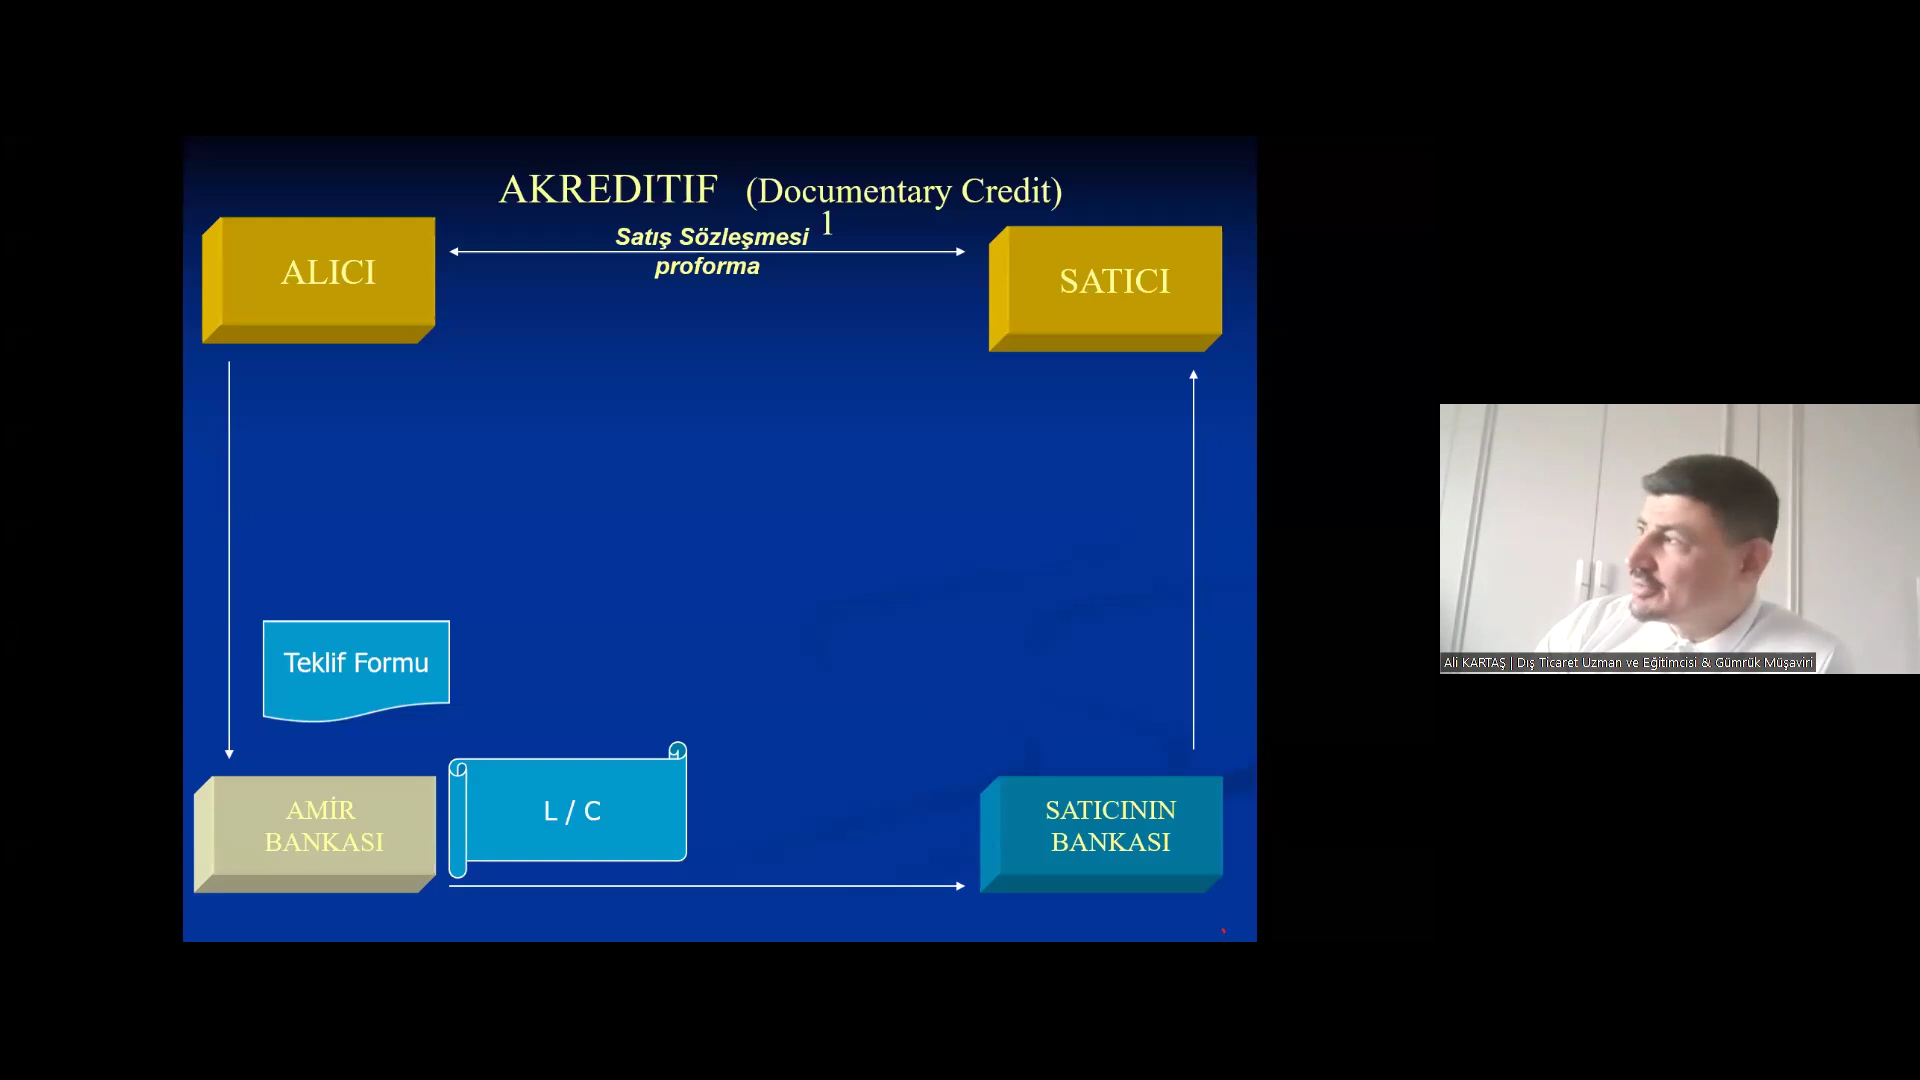 AKREDITIF (Documentary Credit)
1
Satış Sözleşmesi
proforma
ALICI
SATICI
Teklif Formu
L / C
AMİR
BANKASI
SATICININ
BANKASI
Ali KARTAŞ | Dış Ticaret Uzman ve Eğitimcisi & Gümrük Müşaviri